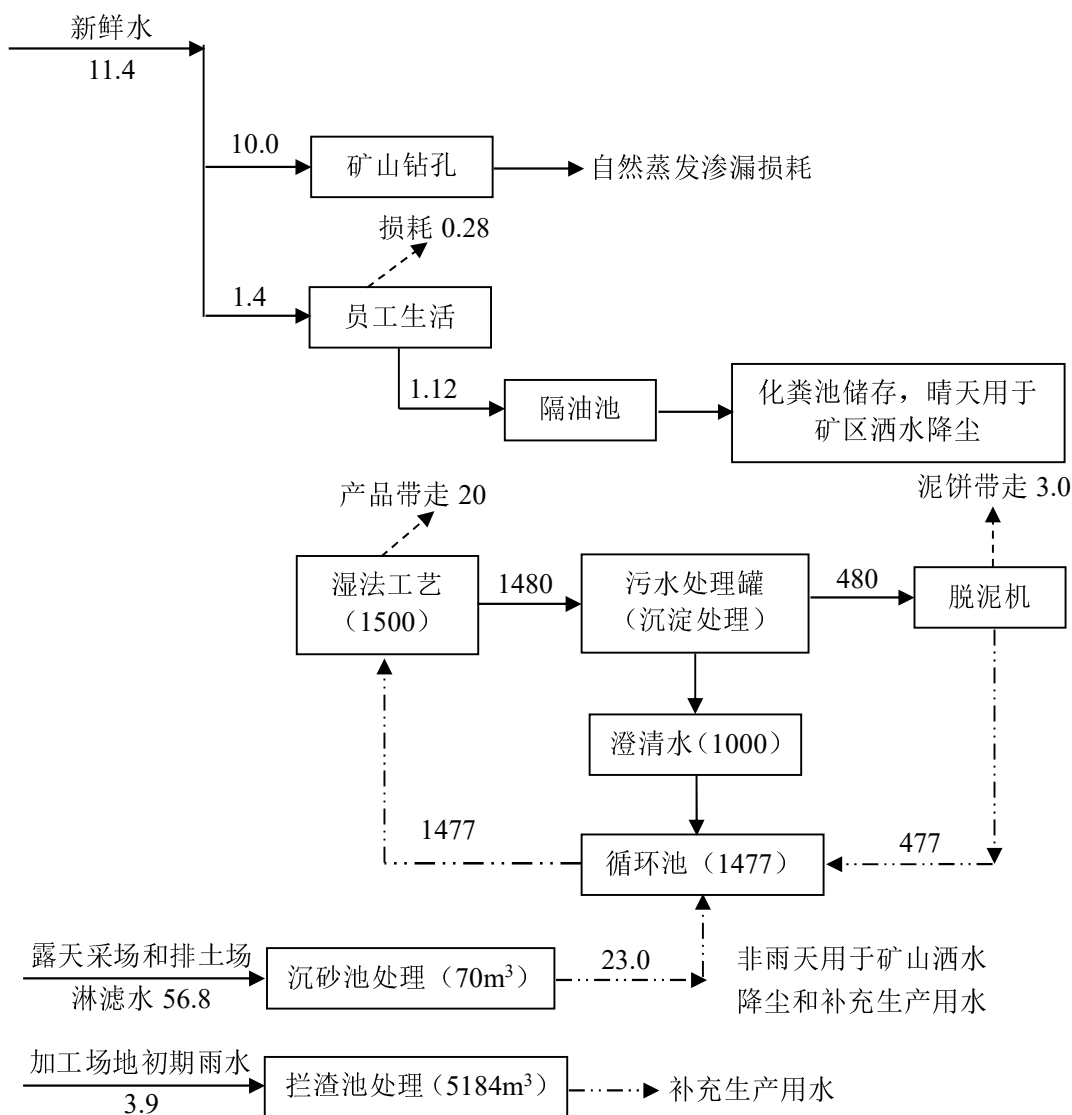 新鲜水
11.4
10.0
矿山钻孔
自然蒸发渗漏损耗
损耗 0.28
1.4
员工生活
1.12
隔油池
化粪池储存，晴天用于
矿区洒水降尘
产品带走 20
泥饼带走 3.0
湿法工艺
（1500）
1480
污水处理罐
（沉淀处理）
480
脱泥机
澄清水（1000）
1477
循环池（1477）
477
露天采场和排土场
淋滤水 56.8
沉砂池处理（70m³）
23.0
非雨天用于矿山洒水
降尘和补充生产用水
加工场地初期雨水
3.9
拦渣池处理（5184m³）
补充生产用水